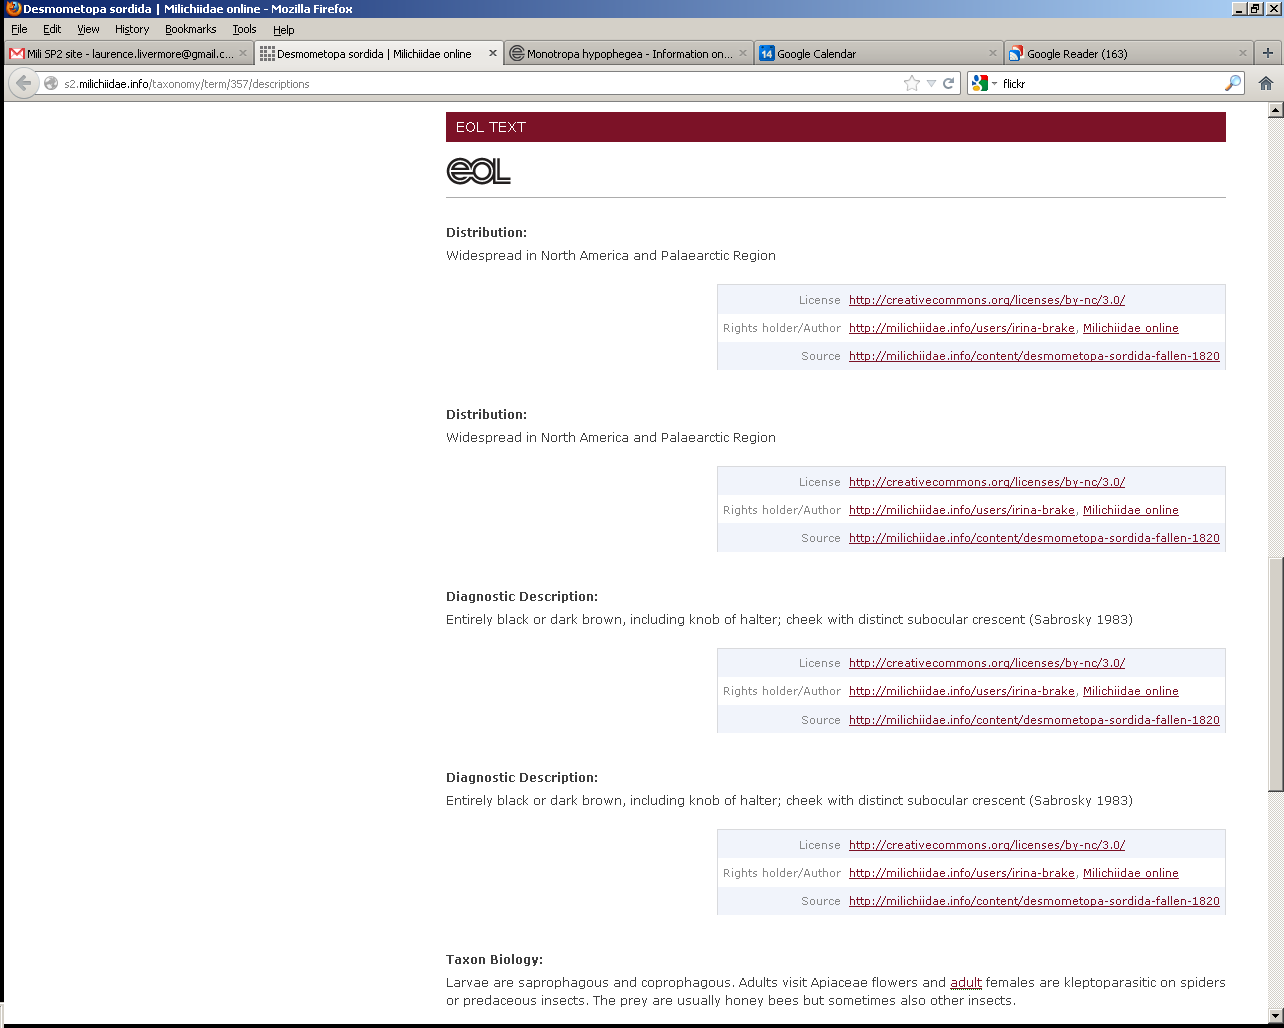 Desmometopa sordida | Milichiidae online - Mozilla Firefox
File Edit View History Bookmarks Tools Help
Mili SP2 site - laurence.livermore@gmail.c... Desmometopa sordida | Milichiidae online Monotropa hypophegea - Information on... 14 Google Calendar Google Reader (163)
s2.milichiidae.info/taxonomy/term/357/descriptions flickr
EOL TEXT
eOL
Distribution:
Widespread in North America and Palaearctic Region
License http://creativecommons.org/licenses/by-nc/3.0/
Rights holder/Author http://milichiidae.info/users/irina-brake, Milichiidae online
Source http://milichiidae.info/content/desmometopa-sordida-fallen-1820
Distribution:
Widespread in North America and Palaearctic Region
License http://creativecommons.org/licenses/by-nc/3.0/
Rights holder/Author http://milichiidae.info/users/irina-brake, Milichiidae online
Source http://milichiidae.info/content/desmometopa-sordida-fallen-1820
Diagnostic Description:
Entirely black or dark brown, including knob of halter; cheek with distinct subocular crescent (Sabrosky 1983)
License http://creativecommons.org/licenses/by-nc/3.0/
Rights holder/Author http://milichiidae.info/users/irina-brake, Milichiidae online
Source http://milichiidae.info/content/desmometopa-sordida-fallen-1820
Diagnostic Description:
Entirely black or dark brown, including knob of halter; cheek with distinct subocular crescent (Sabrosky 1983)
License http://creativecommons.org/licenses/by-nc/3.0/
Rights holder/Author http://milichiidae.info/users/irina-brake, Milichiidae online
Source http://milichiidae.info/content/desmometopa-sordida-fallen-1820
Taxon Biology:
Larvae are saprophagous and coprophagous. Adults visit Apiaceae flowers and adult females are kleptoparasitic on spiders
or predaceous insects. The prey are usually honey bees but sometimes also other insects.